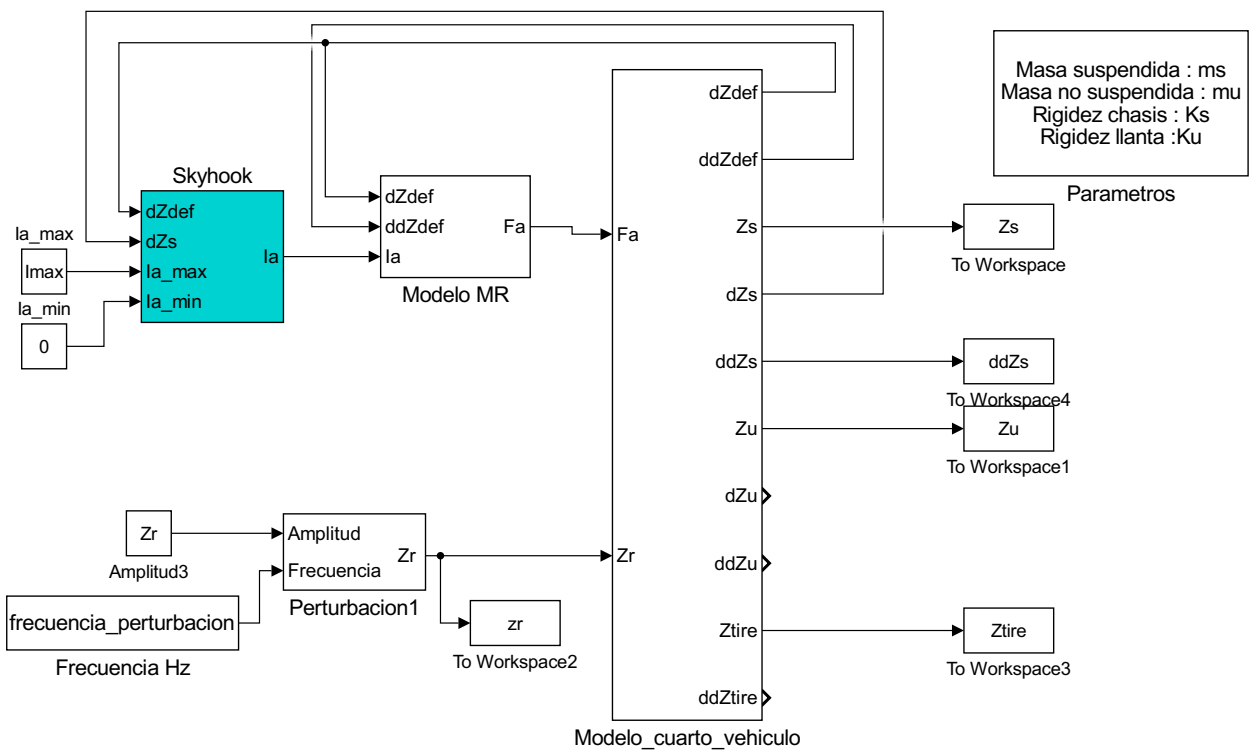 Masa suspendida : ms
Masa no suspendida : mu
Rigidez chasis : Ks
Rigidez llanta :Ku
Parametros
Skyhook
dZdef
dZs
Ia_max
Ia_min
Ia
Ia_max
Imax
Ia_min
0
dZdef
ddZdef
Ia
Fa
Modelo MR
Fa
Zr
dZdef
ddZdef
Zs
dZs
ddZs
Zu
dZu
ddZu
Ztire
ddZtire
Modelo_cuarto_vehiculo
Zs
To Workspace
ddZs
To Workspace4
Zu
To Workspace1
Ztire
To Workspace3
Zr
Amplitud3
frecuencia_perturbacion
Frecuencia Hz
Amplitud
Frecuencia
Zr
Perturbacion1
zr
To Workspace2